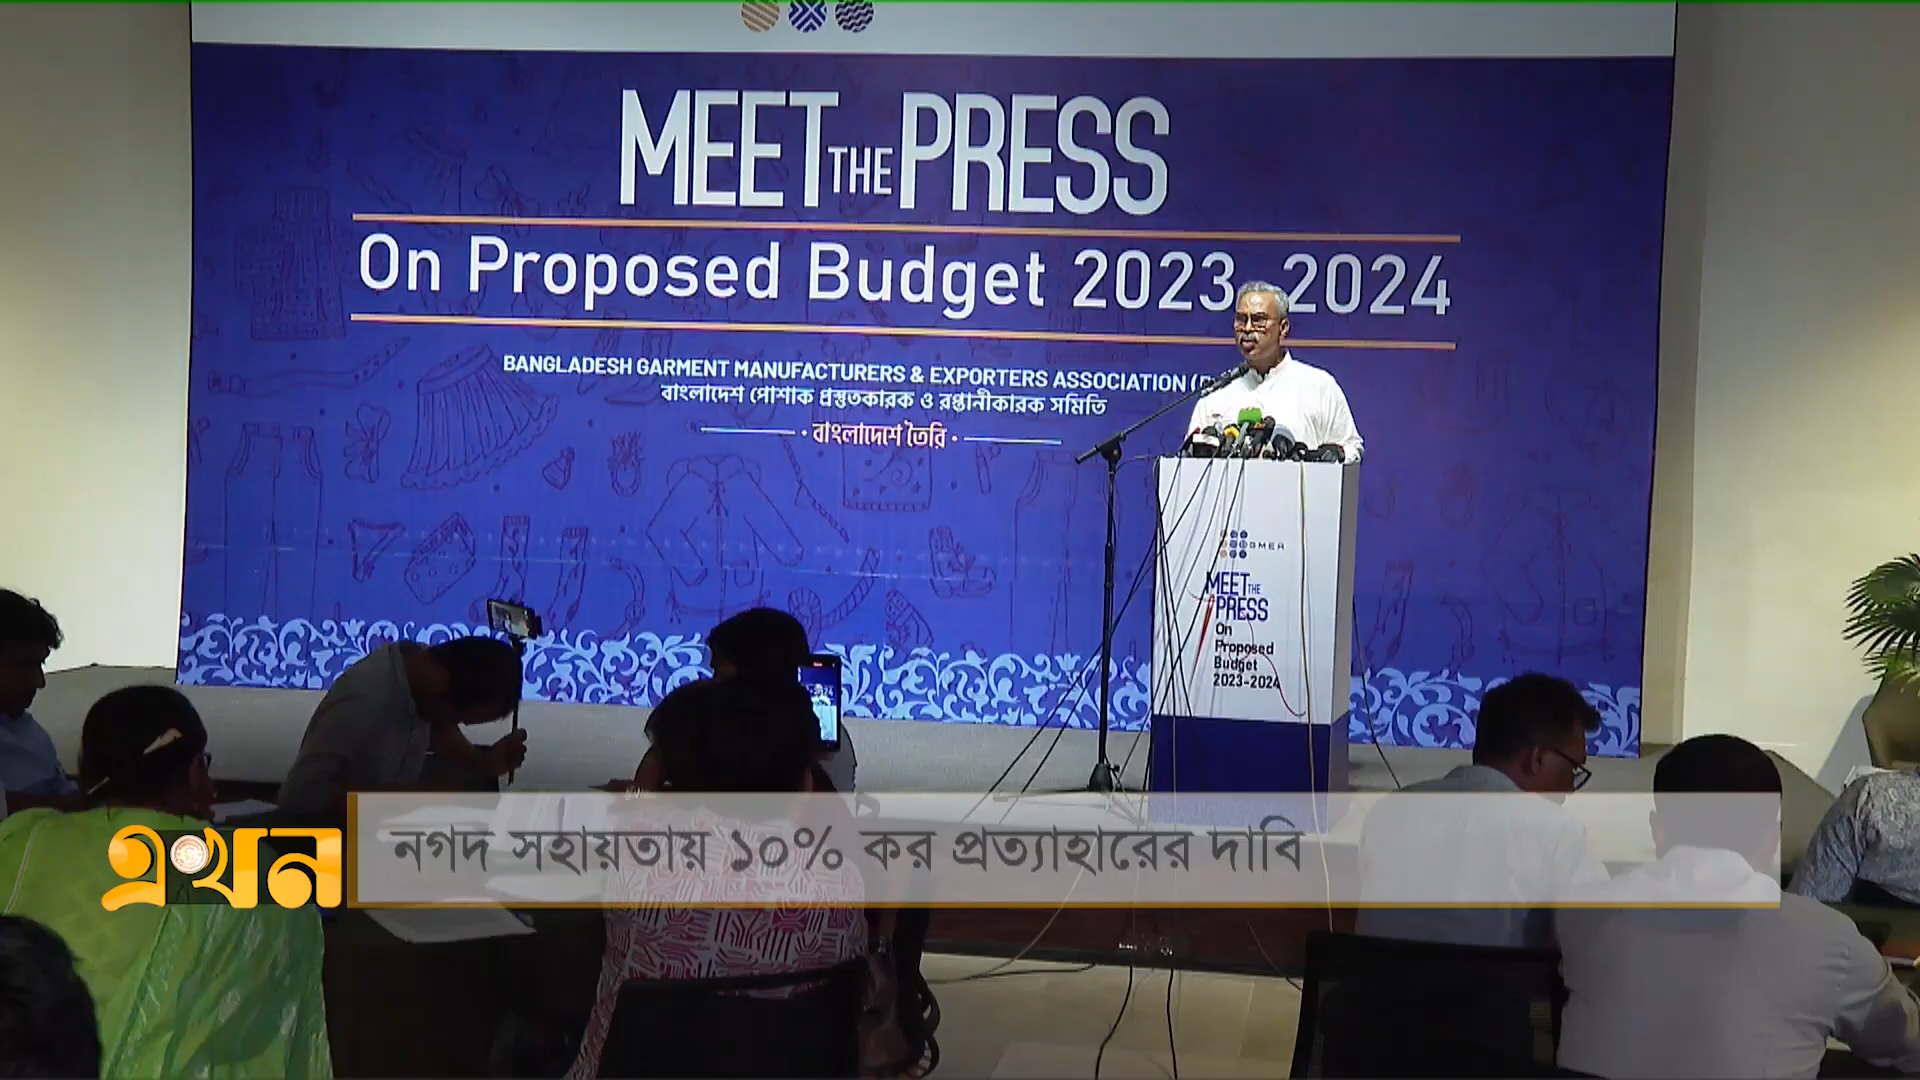 MEET THE PRESS
On Proposed Budget 2023-2024
BANGLADESH GARMENT MANUFACTURERS & EXPORTERS ASSOCIATION
বাংলাদেশ পোশাক প্রস্তুতকারক ও রপ্তানীকারক সমিতি
· বাংলাদেশে তৈরি ·
BGMEA
MEET THE
PRESS
On
Proposed
Budget
2023-2024
এখন
নগদ সহায়তায় ১০% কর প্রত্যাহারের দাবি